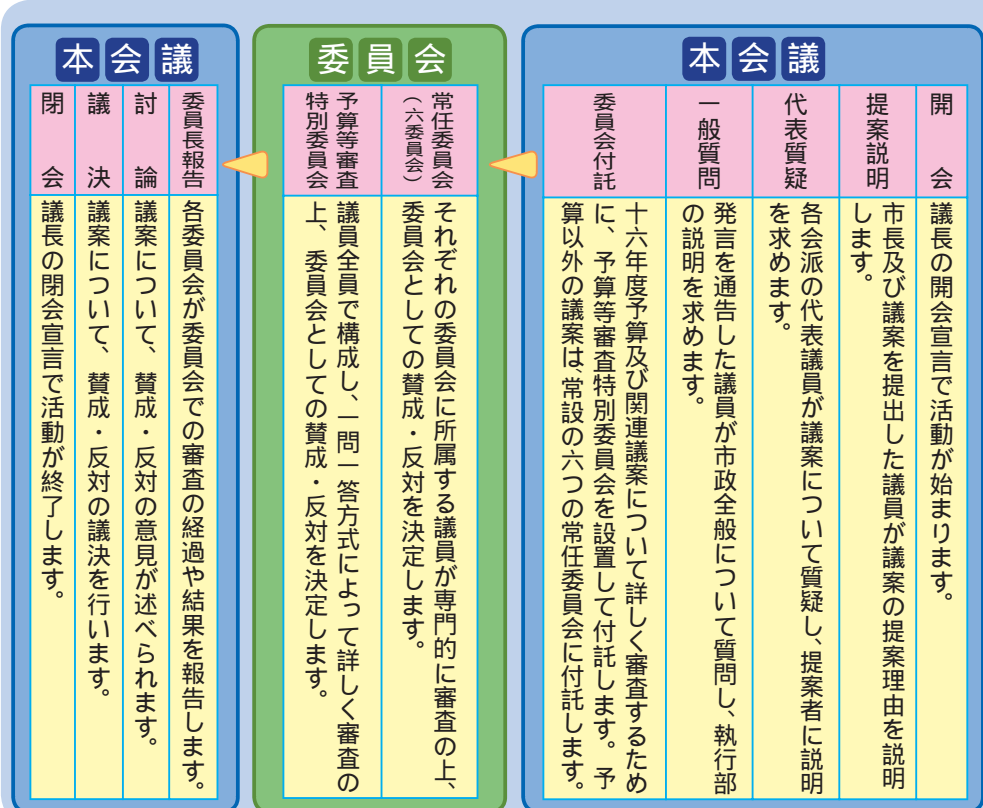 本会議
開会
議長の開会宣言で活動が始まります。
提案説明
市長及び議案を提出した議員が議案の提案理由を説明
します。
代表質疑
各会派の代表議員が議案について質疑し、提案者に説明
を求めます。
一般質問
発言を通告した議員が市政全般について質問し、執行部
の説明を求めます。
委員会付託
十六年度予算及び関連議案について詳しく審査するため
に、予算等審査特別委員会を設置して付託します。予
算以外の議案は、常設の六つの常任委員会に付託します。
委員会
常任委員会
（六委員会）
それぞれの委員会に所属する議員が専門的に審査の上、
委員会としての賛成・反対を決定します。
予算等審査
特別委員会
議員全員で構成し、一問一答方式によって詳しく審査の
上、委員会としての賛成・反対を決定します。
本会議
委員長報告
各委員会が委員会での審査の経過や結果を報告します。
討論
議案について、賛成・反対の意見が述べられます。
議決
議案について、賛成・反対の議決を行います。
閉会
議長の閉会宣言で活動が終了します。